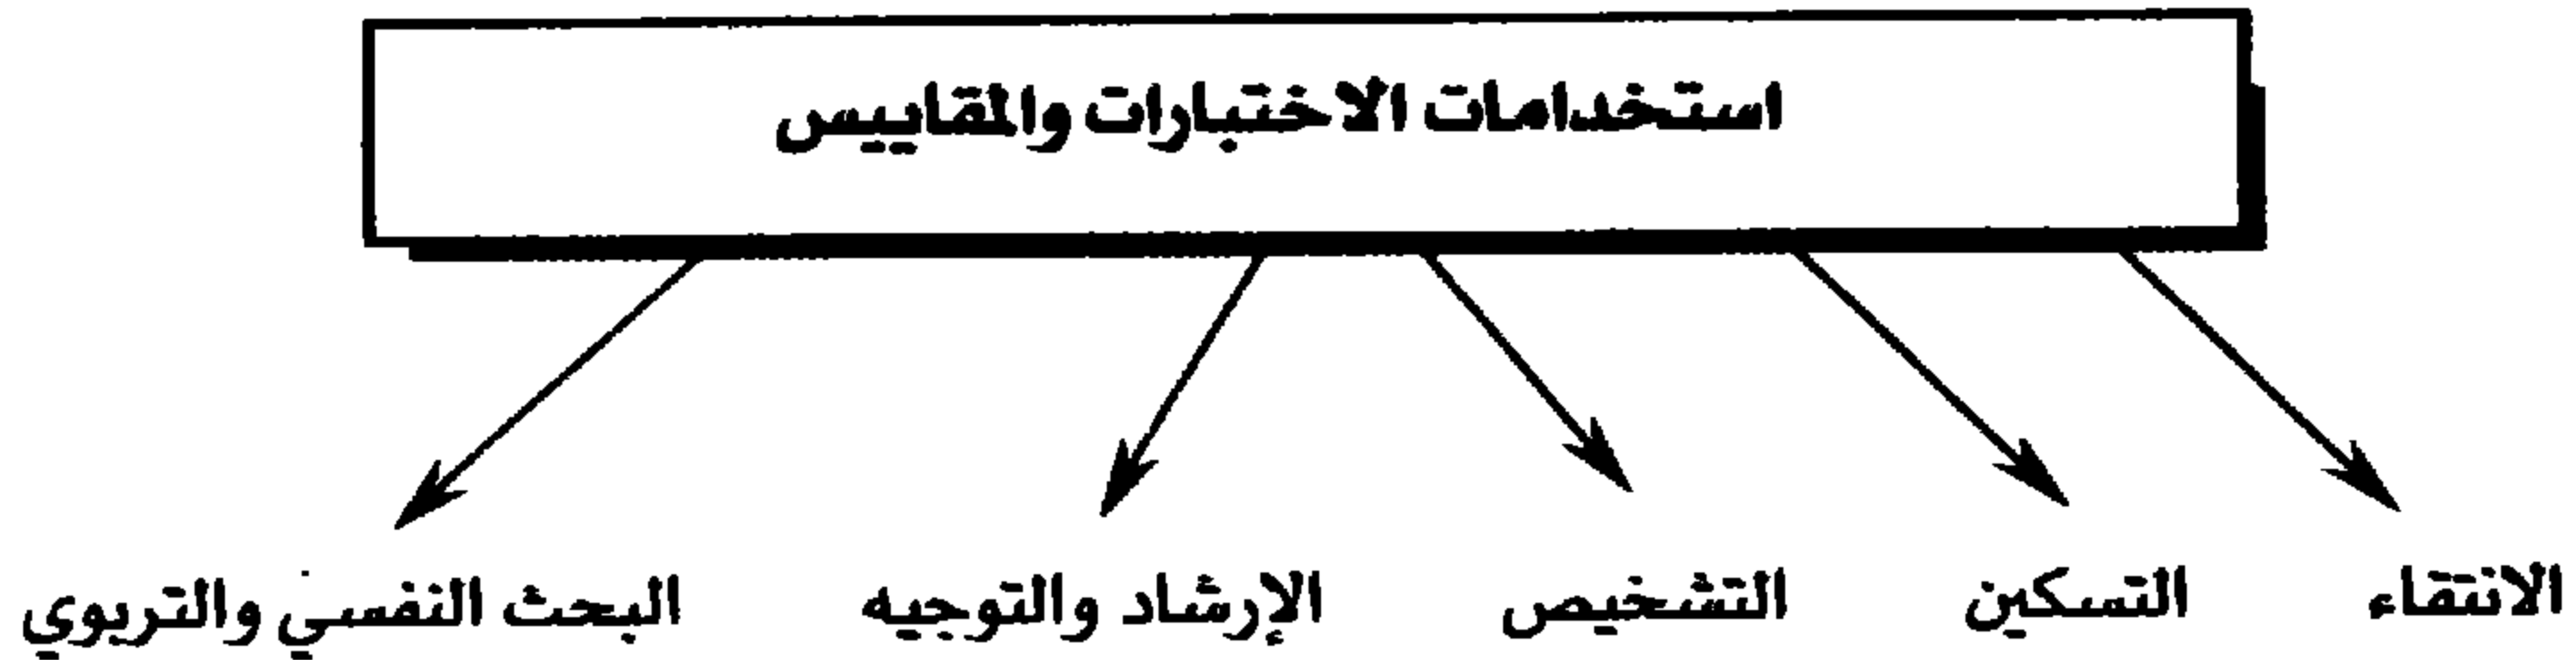 استخدامات الاختبارات والمقاييس
الانتقاء
التسكين
التشخيص
الإرشاد والتوجيه
البحث النفسي والتربوي